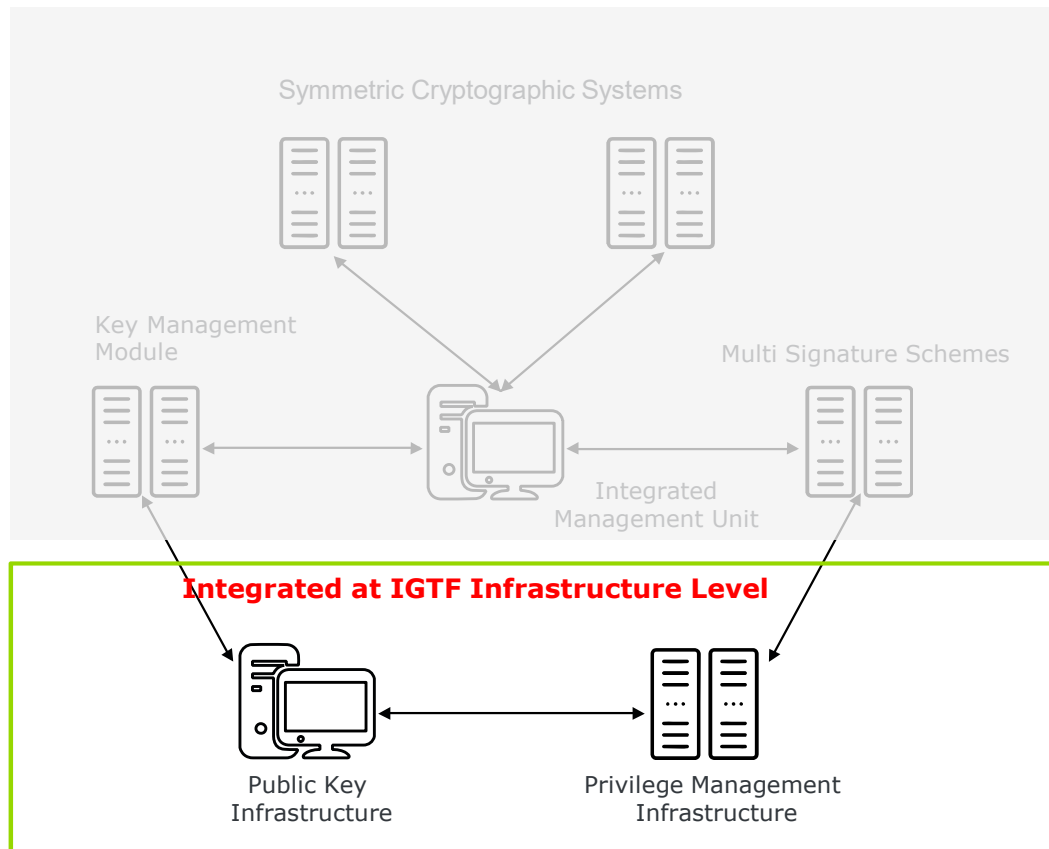 Symmetric Cryptographic Systems
Key Management
Module
Multi Signature Schemes
Integrated
Management Unit
Integrated at IGTF Infrastructure Level
Public Key
Infrastructure
Privilege Management
Infrastructure